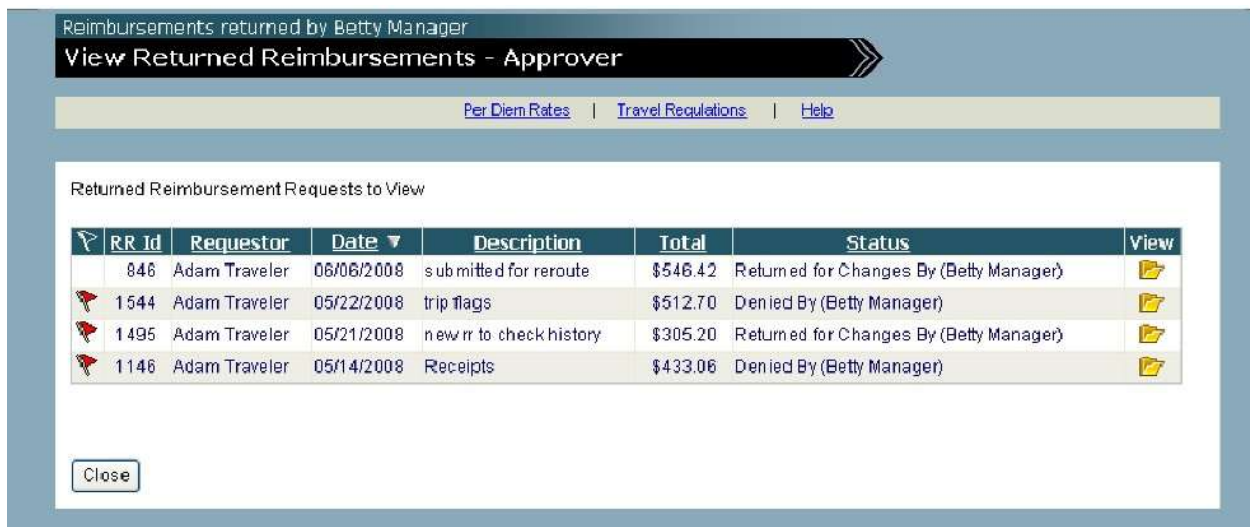 Reimbursements returned by Betty Manager
View Returned Reimbursements - Approver
Per Diem Rates | Travel Regulations | Help
Returned Reimbursement Requests to View
RR Id Requestor Date ▼ Description Total Status View
846 Adam Traveler 06/06/2008 submitted for reroute $546.42 Returned for Changes By (Betty Manager)
1544 Adam Traveler 05/22/2008 trip flags $512.70 Denied By (Betty Manager)
1495 Adam Traveler 05/21/2008 new rr to check history $305.20 Returned for Changes By (Betty Manager)
1146 Adam Traveler 05/14/2008 Receipts $433.06 Denied By (Betty Manager)
Close